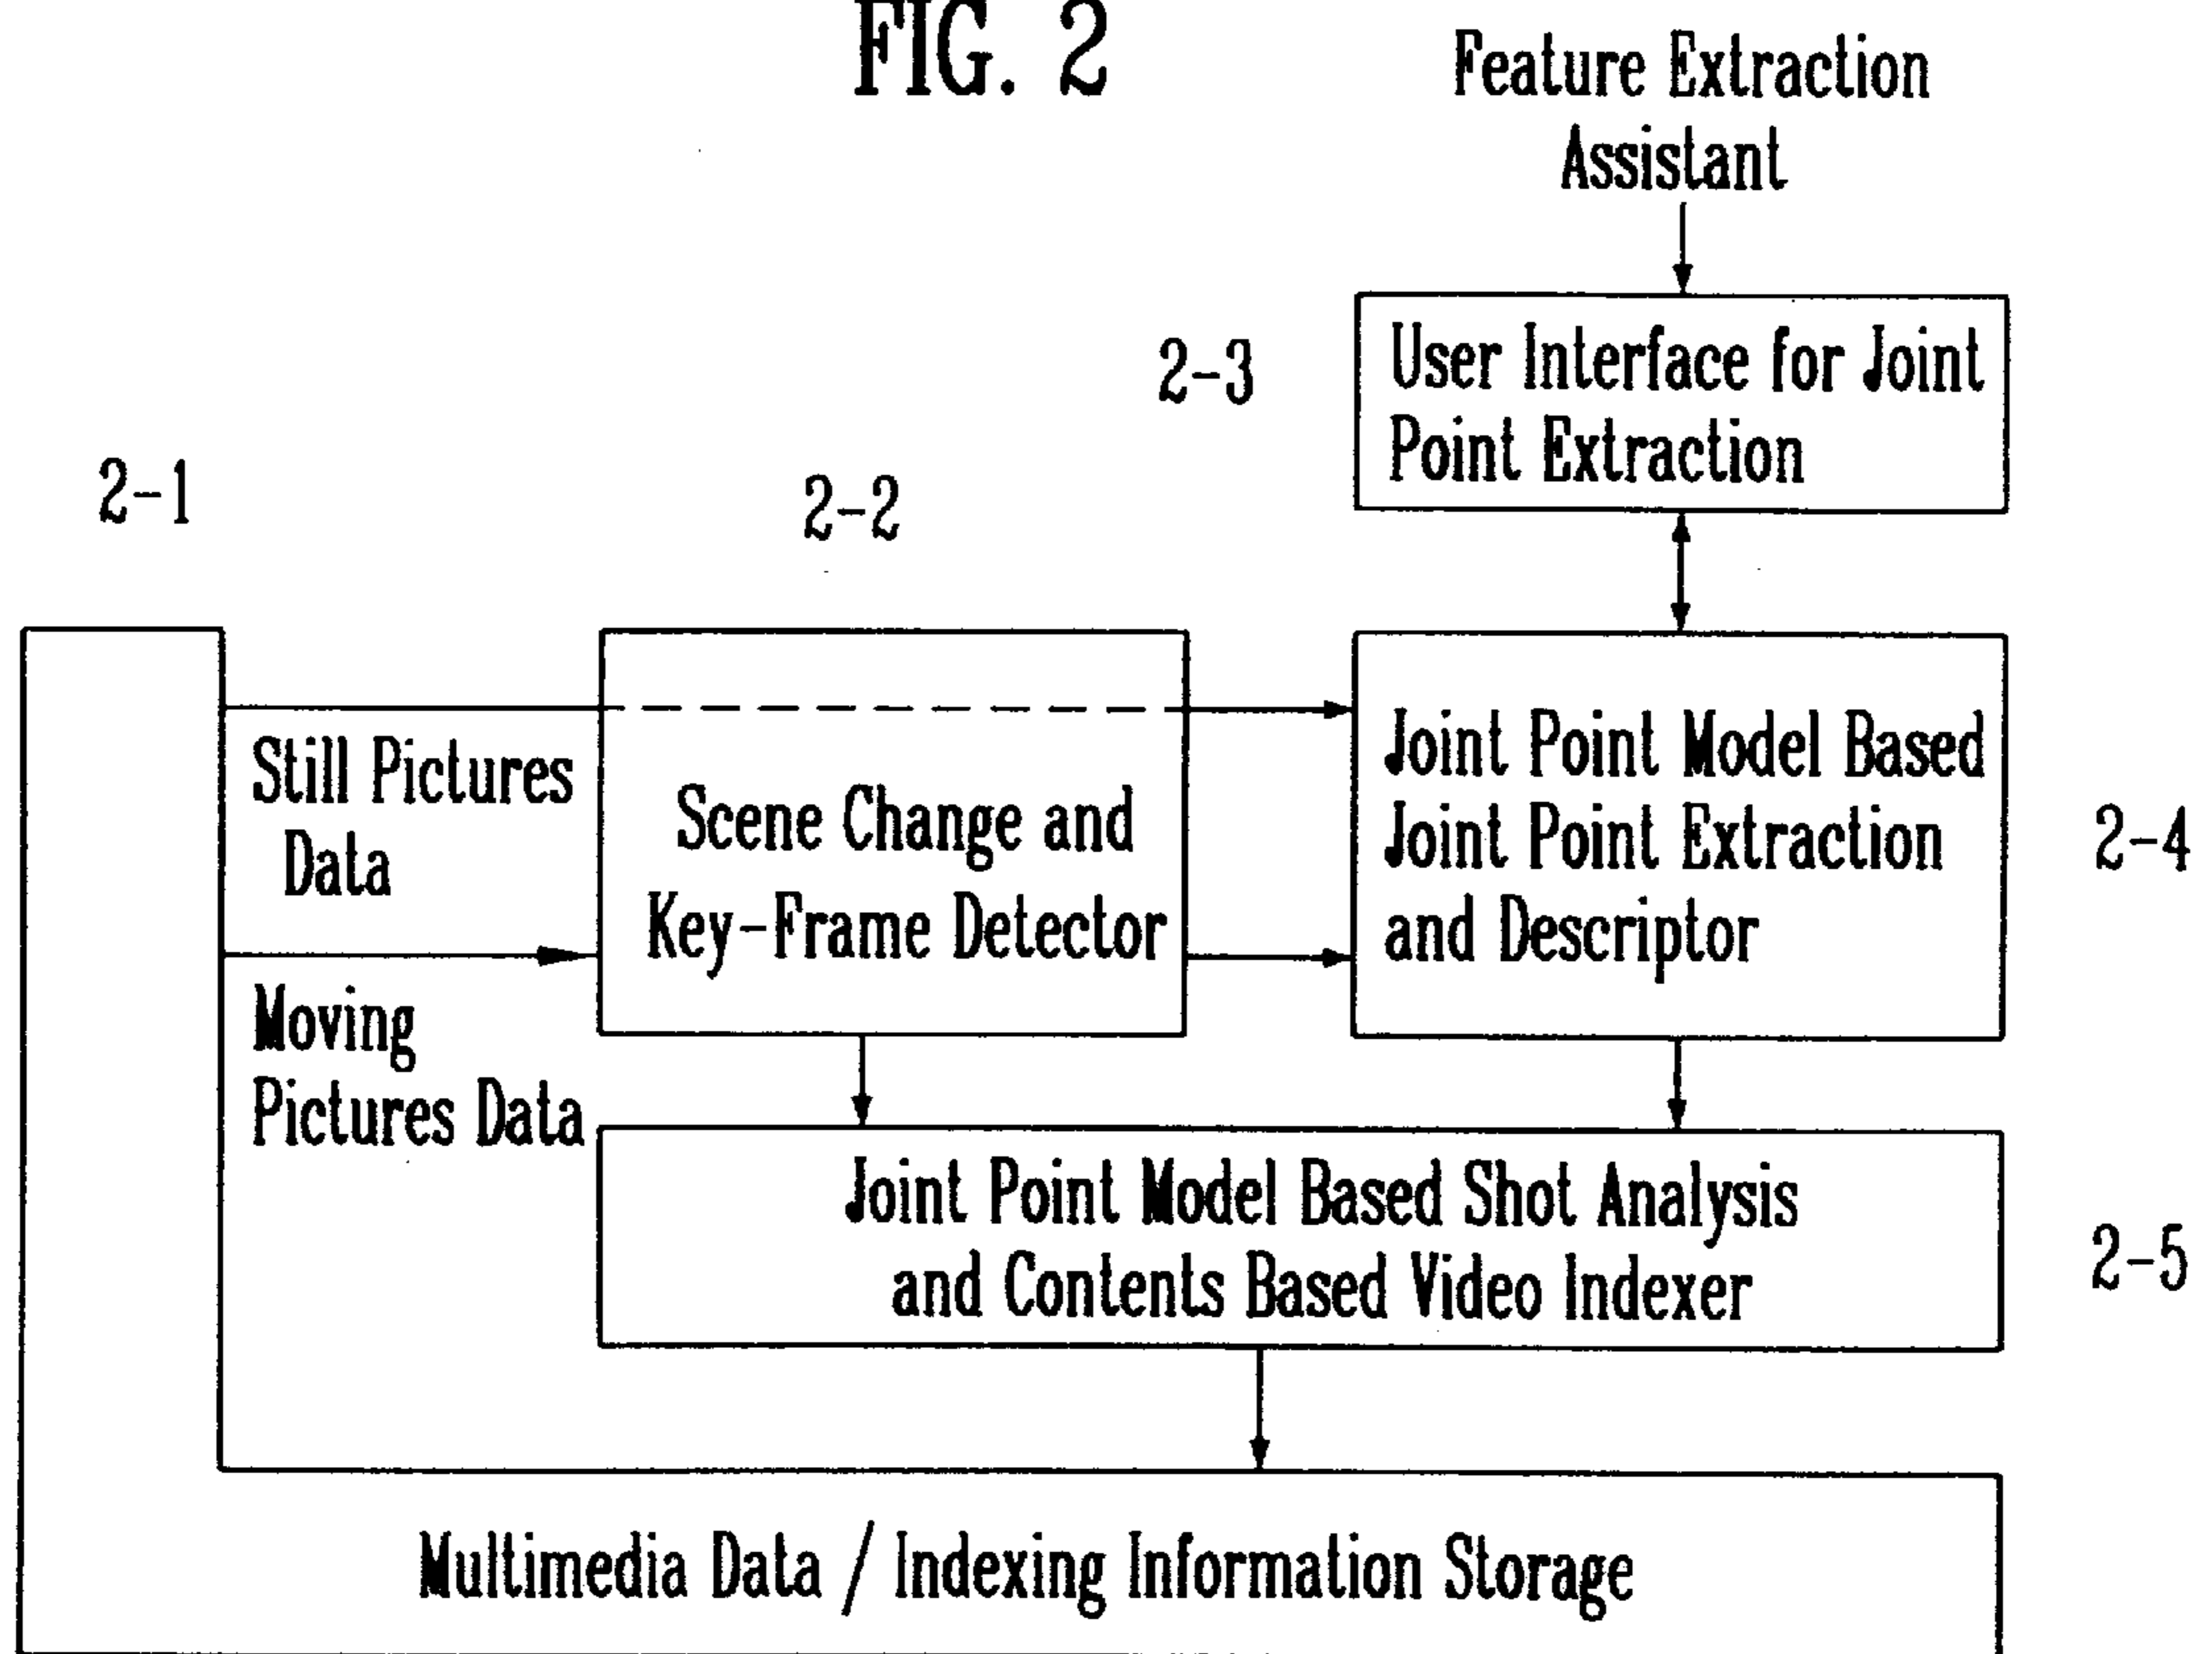 FIG. 2
Feature Extraction
Assistant
2-3
User Interface for Joint
Point Extraction
2-1
2-2
Still Pictures
Data
Scene Change and
Key-Frame Detector
Joint Point Model Based
Joint Point Extraction
and Descriptor
2-4
Moving
Pictures Data
Joint Point Model Based Shot Analysis
and Contents Based Video Indexer
2-5
Multimedia Data / Indexing Information Storage